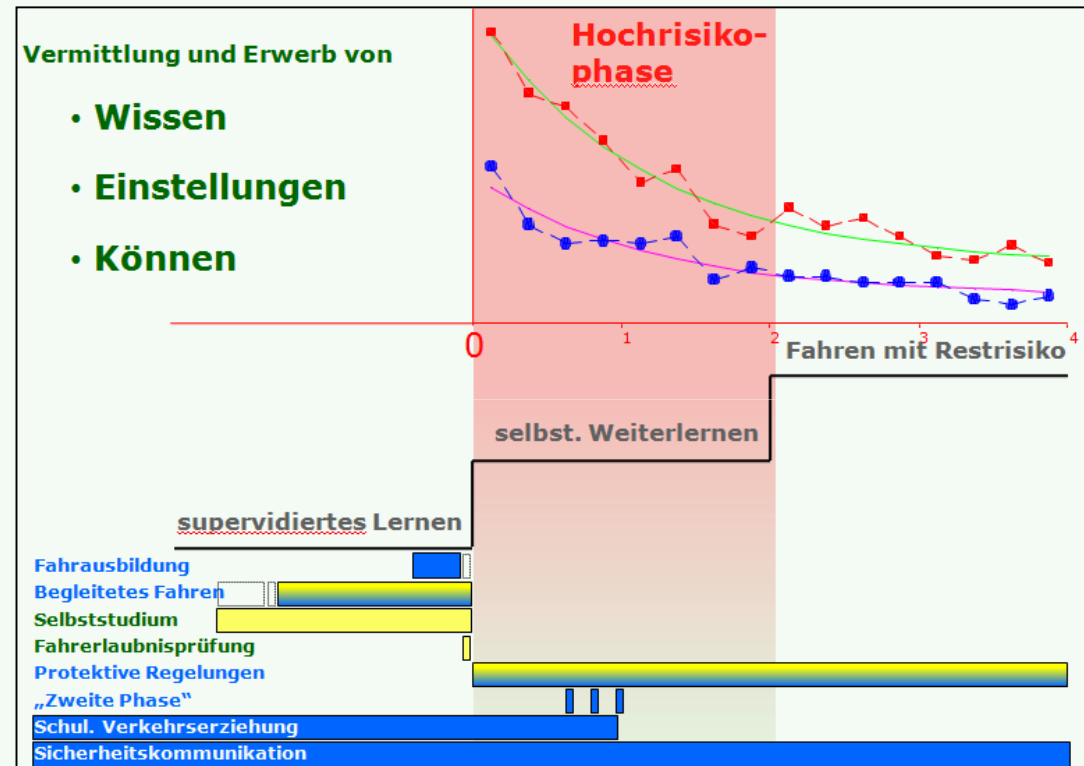 Vermittlung und Erwerb von
• Wissen
• Einstellungen
• Können
Hochrisiko-
phase
0 1 2 3 4
Fahren mit Restrisiko
selbst. Weiterlernen
supervidiertes Lernen
Fahrausbildung
Begleitetes Fahren
Selbststudium
Fahrerlaubnisprüfung
Protektive Regelungen
„Zweite Phase“
Schul. Verkehrserziehung
Sicherheitskommunikation